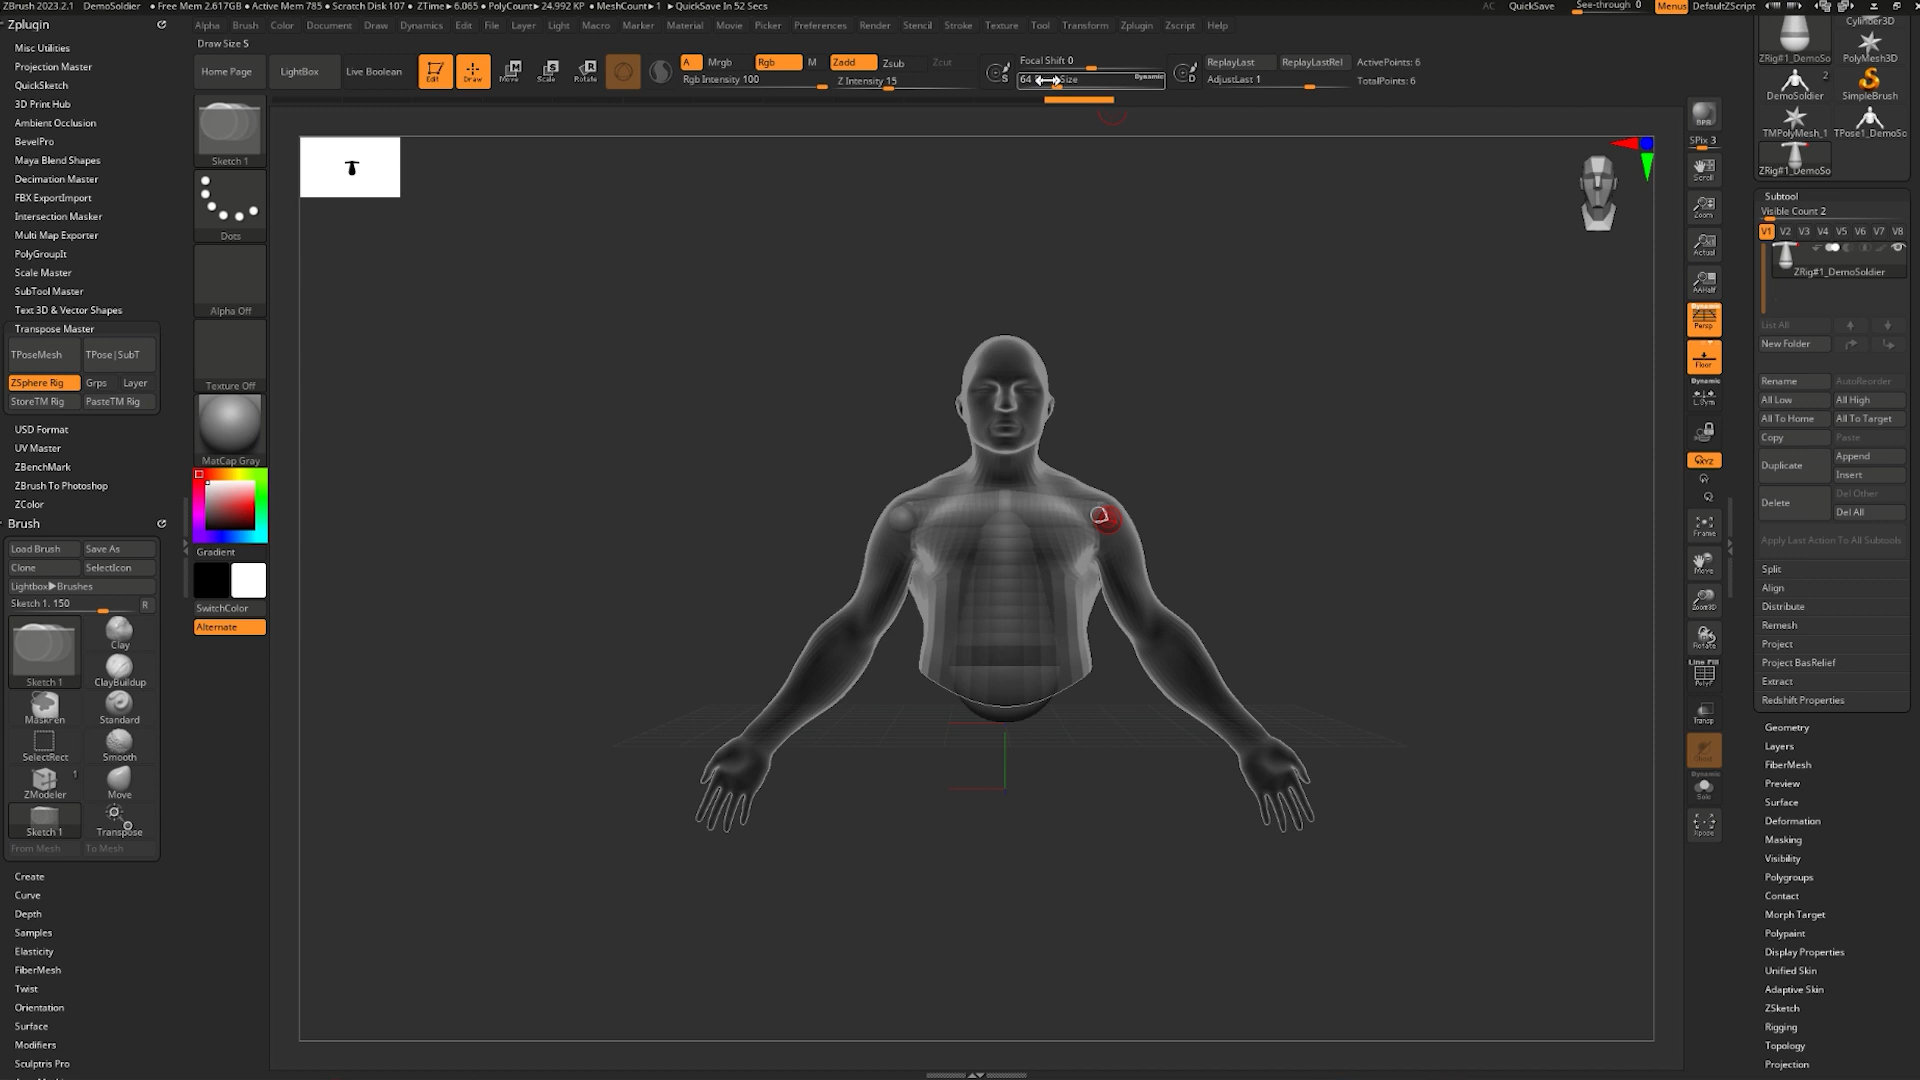 ZBrush 2023.2.1 DemoSoldier • Free Mem 2.617GB • Active Mem 785 • Scratch Disk 107 • ZTime▸6.065 • PolyCount▸24.992 KP • MeshCount▸1 ▸QuickSave In 52 Secs AC QuickSave See-through 0 Menus DefaultZScript
Alpha Brush Color Document Draw Dynamics Edit File Layer Light Macro Marker Material Movie Picker Preferences Render Stencil Stroke Texture Tool Transform Zplugin Zscript Help
Zplugin
Misc Utilities
Projection Master
QuickSketch
3D Print Hub
Ambient Occlusion
BevelPro
Maya Blend Shapes
Decimation Master
FBX ExportImport
Intersection Masker
Multi Map Exporter
PolyGroupIt
Scale Master
SubTool Master
Text 3D & Vector Shapes
Transpose Master
TPoseMesh TPose|SubT
ZSphere Rig Grps Layer
StoreTM Rig PasteTM Rig
USD Format
UV Master
ZBenchMark
ZBrush To Photoshop
ZColor
Brush
Load Brush Save As
Clone SelectIcon
Lightbox▸Brushes
Sketch 1. 150 R
Sketch 1
Clay
ClayBuildup
MaskPen Standard
SelectRect Smooth
1
ZModeler Move
Sketch 1 Transpose
From Mesh To Mesh
Create
Curve
Depth
Samples
Elasticity
FiberMesh
Twist
Orientation
Surface
Modifiers
Sculptris Pro
Draw Size 5
Home Page LightBox Live Boolean
Edit Draw Move Scale Rotate
M S R
A Mrgb Rgb M Zadd Zsub Zcut
Rgb Intensity 100 Z Intensity 15
Focal Shift 0
64 Size Dynamic
S
D
ReplayLast ReplayLastRel ActivePoints: 6
AdjustLast 1 TotalPoints: 6
Sketch 1
Dots
Alpha Off
Texture Off
MatCap Gray
Gradient
SwitchColor
Alternate
BPR
SPix 3
Scroll
Zoom
Actual
AAHalf
Dynamic
Persp
Floor
Dynamic
L.Sym
XYZ
Frame
Move
Zoom3D
Rotate
Line Fill
PolyF
Transp
Ghost
Dynamic
Solo
Xpose
Cylinder3D
ZRig#1_DemoSo PolyMesh3D
2
DemoSoldier SimpleBrush
TMPolyMesh_1 TPose1_DemoSo
ZRig#1_DemoSo
Subtool
Visible Count 2
V1 V2 V3 V4 V5 V6 V7 V8
ZRig#1_DemoSoldier
List All
New Folder
Rename AutoReorder
All Low All High
All To Home All To Target
Copy Paste
Duplicate Append
Insert
Delete Del Other
Del All
Apply Last Action To All Subtools
Split
Align
Distribute
Remesh
Project
Project BasRelief
Extract
Redshift Properties
Geometry
Layers
FiberMesh
Preview
Surface
Deformation
Masking
Visibility
Polygroups
Contact
Morph Target
Polypaint
Display Properties
Unified Skin
Adaptive Skin
ZSketch
Rigging
Topology
Projection